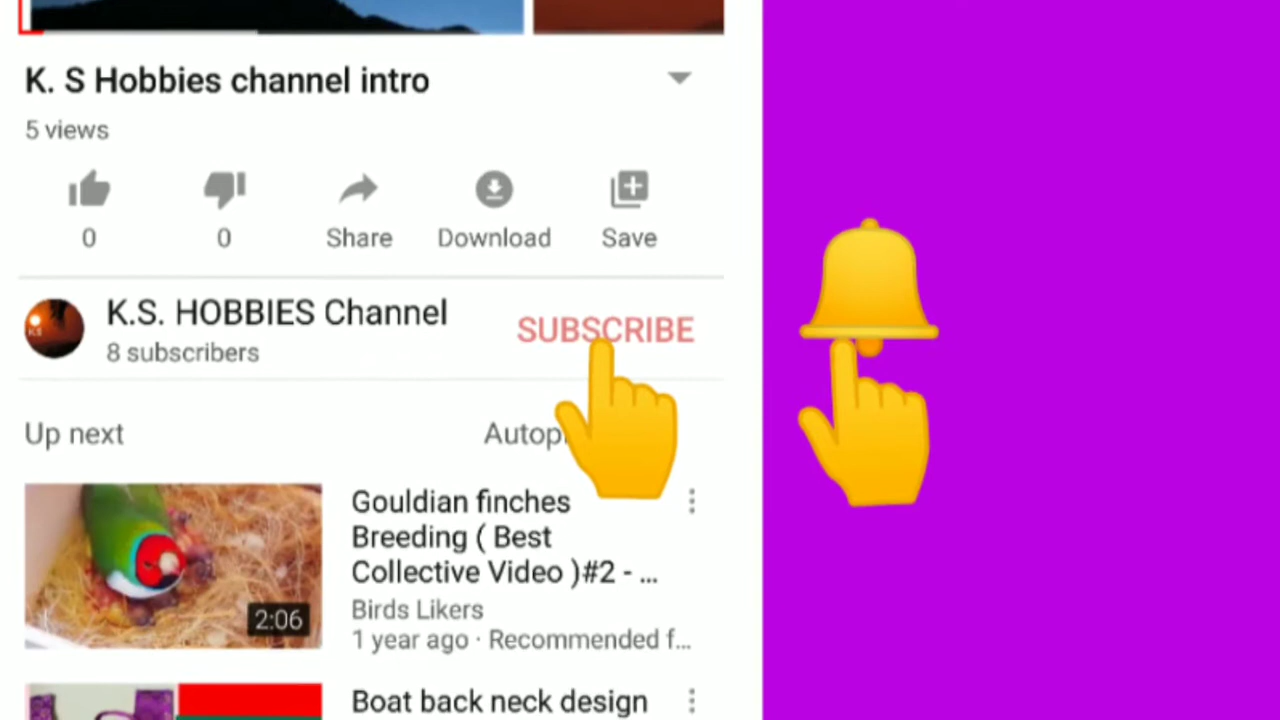 K. S Hobbies channel intro
5 views
0
0
Share
Download
Save
K.S. HOBBIES Channel
8 subscribers
SUBSCRIBE
Up next
2:06
Gouldian finches
Breeding ( Best
Collective Video )#2 - ...
Birds Likers
1 year ago · Recommended f...
Boat back neck design